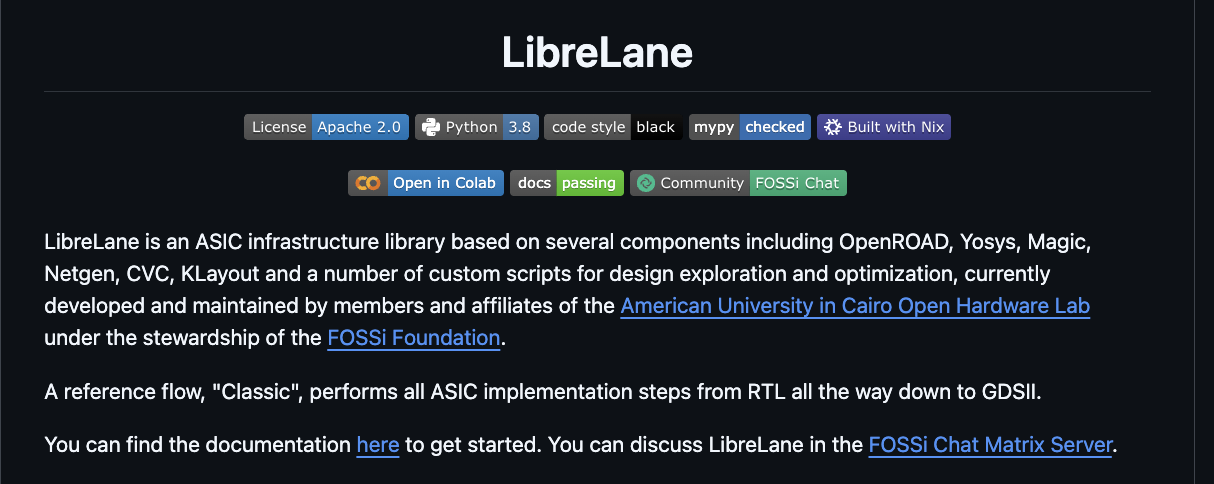 LibreLane
License Apache 2.0 Python 3.8 code style black mypy checked Built with Nix
Open in Colab docs passing Community FOSSi Chat
LibreLane is an ASIC infrastructure library based on several components including OpenROAD, Yosys, Magic,
Netgen, CVC, KLayout and a number of custom scripts for design exploration and optimization, currently
developed and maintained by members and affiliates of the American University in Cairo Open Hardware Lab
under the stewardship of the FOSSi Foundation.
A reference flow, "Classic", performs all ASIC implementation steps from RTL all the way down to GDSII.
You can find the documentation here to get started. You can discuss LibreLane in the FOSSi Chat Matrix Server.